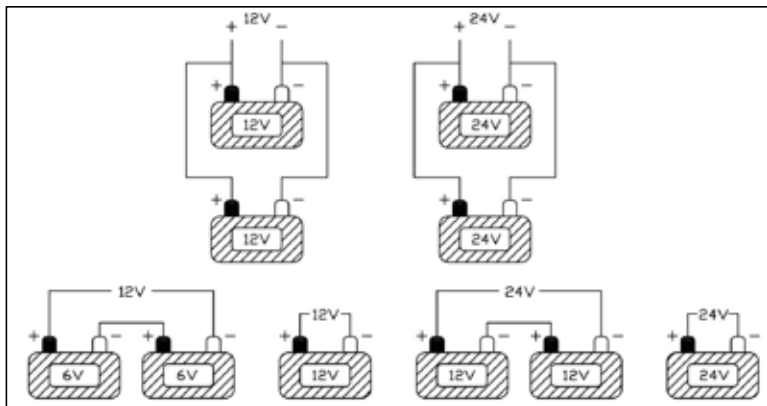 + 12V − + 24V −
+ − + −
12V 24V
+ − + −
12V 24V
12V 12V 24V 24V
+ − + − + − + − + − + −
6V 6V 12V 12V 12V 24V